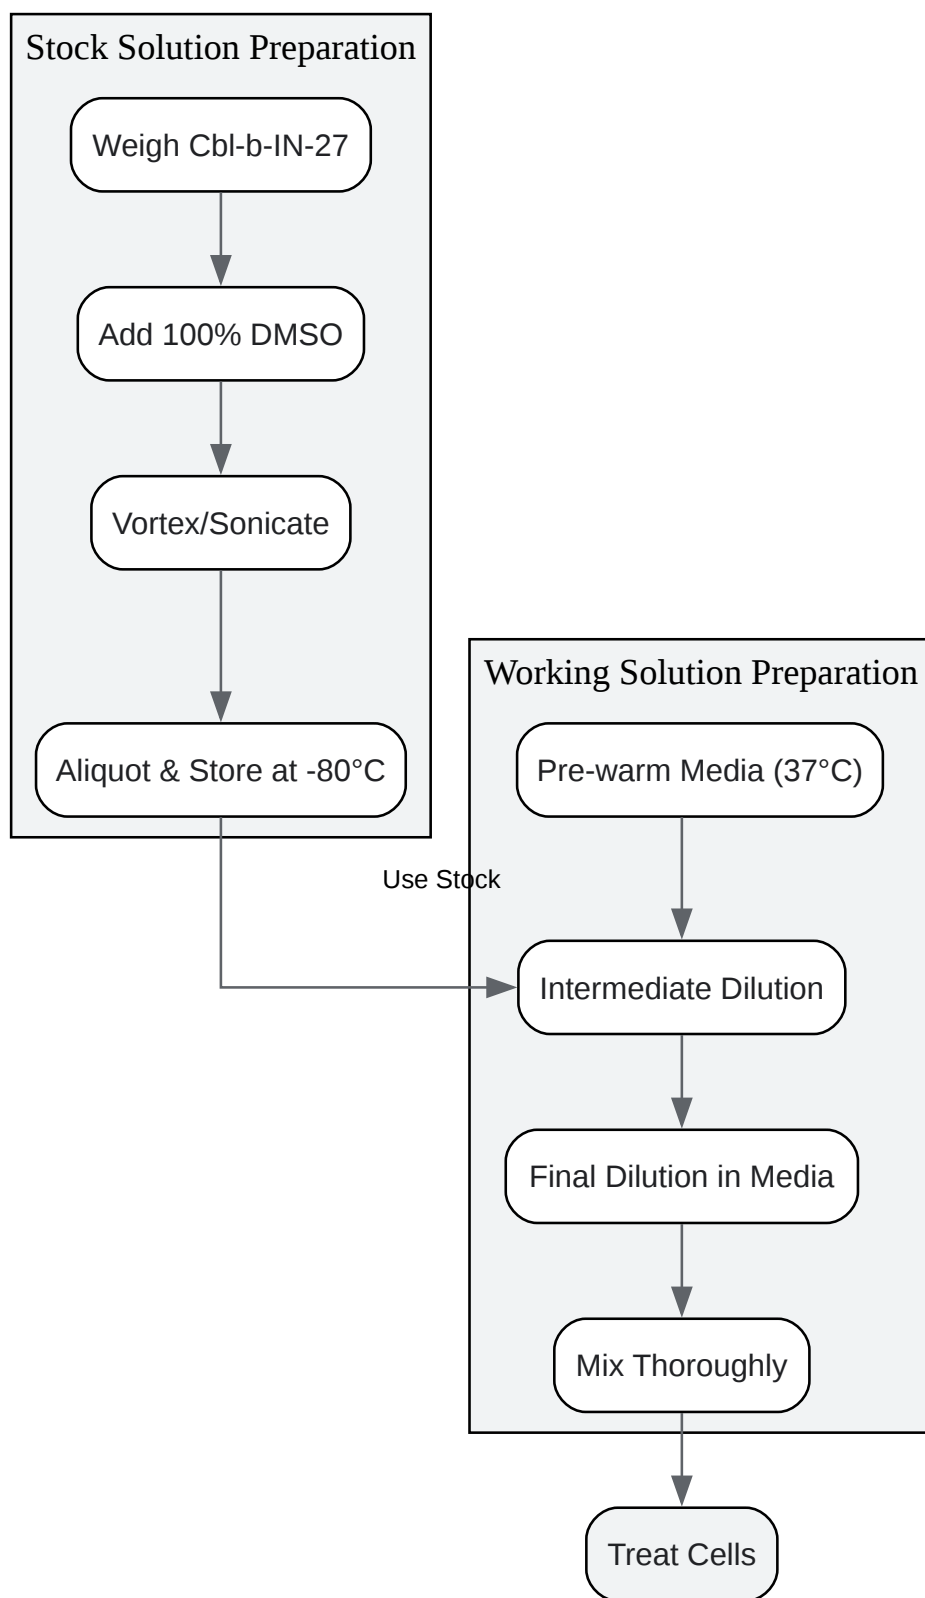 Stock Solution Preparation
Weigh Cbl-b-IN-27
Add 100% DMSO
Vortex/Sonicate
Aliquot & Store at -80°C
Use Stock
Working Solution Preparation
Pre-warm Media (37°C)
Intermediate Dilution
Final Dilution in Media
Mix Thoroughly
Treat Cells